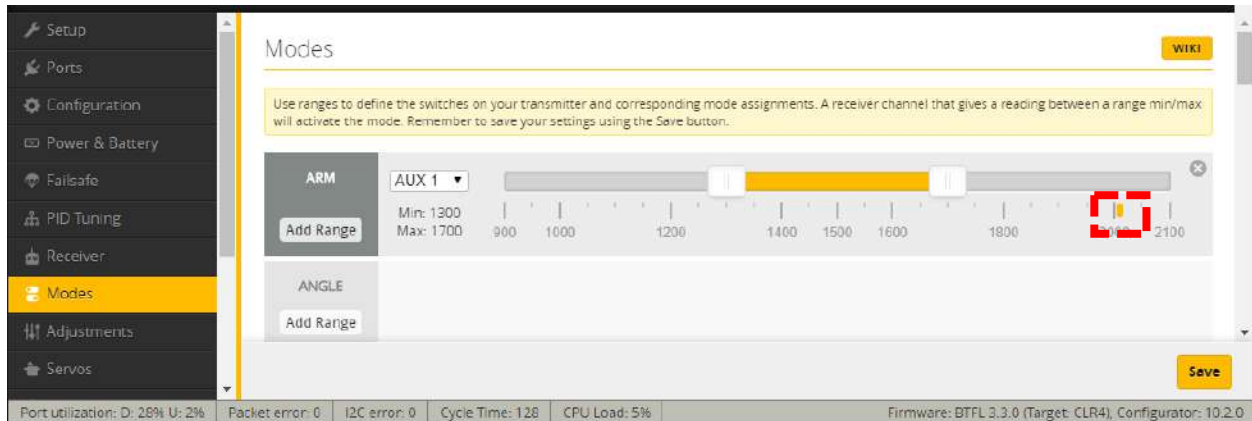 Setup
Ports
Configuration
Power & Battery
Failsafe
PID Tuning
Receiver
Modes
Adjustments
Servos
Modes
WIKI
Use ranges to define the switches on your transmitter and corresponding mode assignments. A receiver channel that gives a reading between a range min/max
will activate the mode. Remember to save your settings using the Save button.
ARM
Add Range
AUX 1
Min: 1300
Max: 1700
900 1000 1200 1400 1500 1600 1800 2000 2100
ANGLE
Add Range
Save
Port utilization: D: 28% U: 2% Packet error: 0 I2C error: 0 Cycle Time: 128 CPU Load: 5% Firmware: BTFL 3.3.0 (Target: CLR4), Configurator: 10.2.0